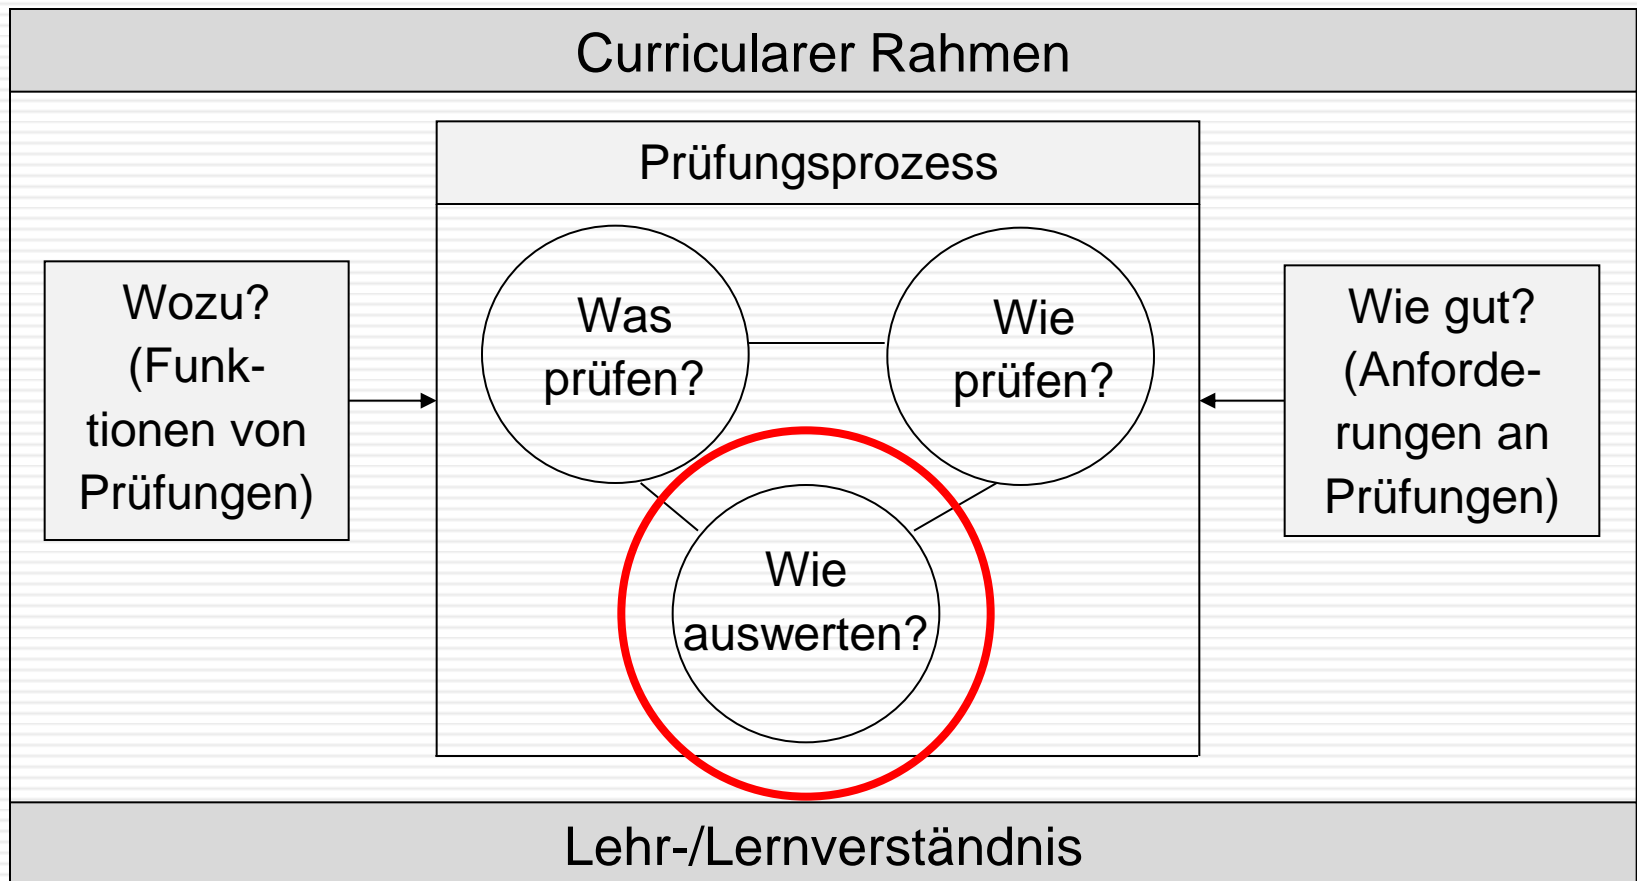 Curricularer Rahmen
Prüfungsprozess
Wozu?
(Funk-
tionen von
Prüfungen)
Was
prüfen?
Wie
prüfen?
Wie
auswerten?
Wie gut?
(Anforde-
rungen an
Prüfungen)
Lehr-/Lernverständnis